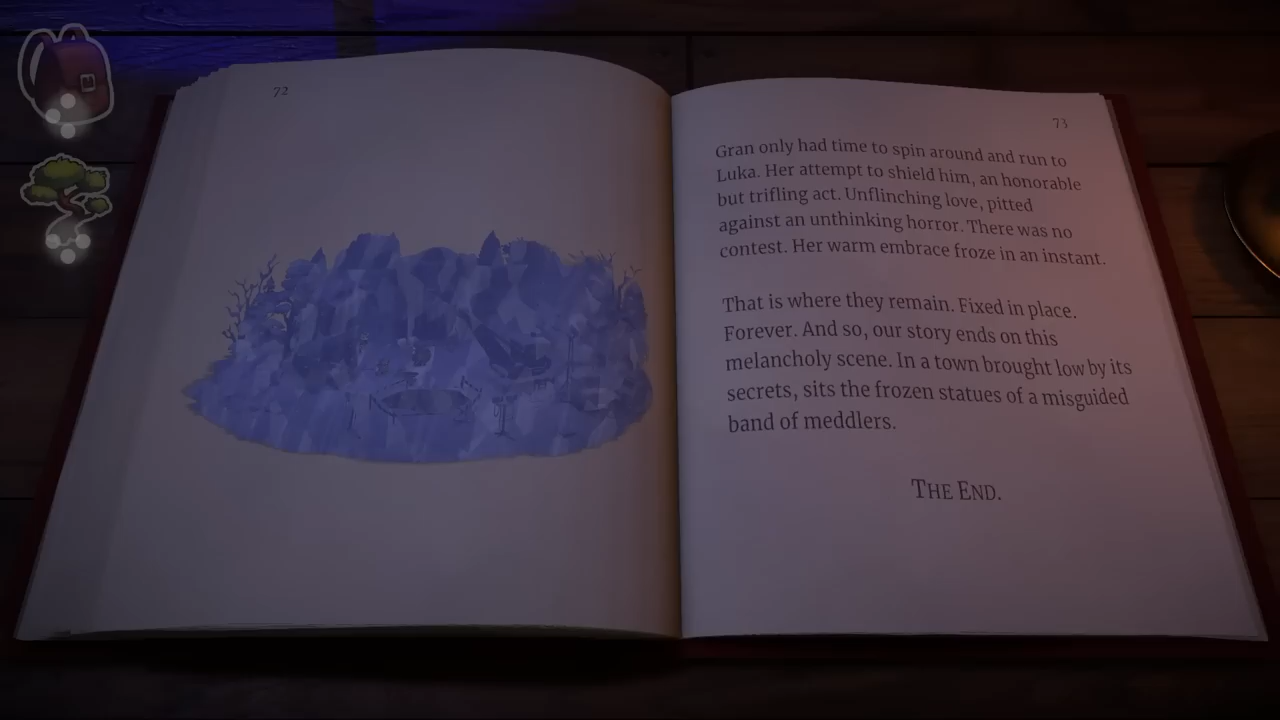 72
73
Gran only had time to spin around and run to
Luka. Her attempt to shield him, an honorable
but trifling act. Unflinching love, pitted
against an unthinking horror. There was no
contest. Her warm embrace froze in an instant.
That is where they remain. Fixed in place.
Forever. And so, our story ends on this
melancholy scene. In a town brought low by its
secrets, sits the frozen statues of a misguided
band of meddlers.
THE END.